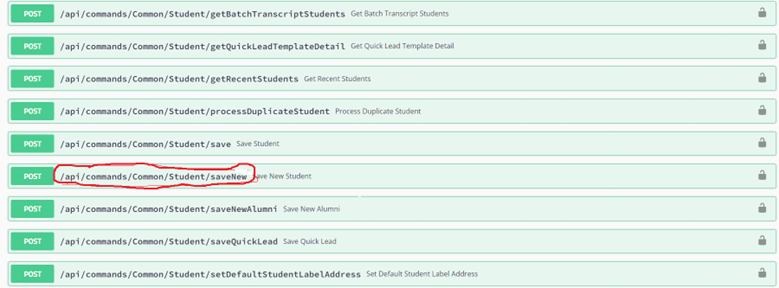 POST /api/commands/Common/Student/getBatchTranscriptStudents Get Batch Transcript Students
POST /api/commands/Common/Student/getQuickLeadTemplateDetail Get Quick Lead Template Detail
POST /api/commands/Common/Student/getRecentStudents Get Recent Students
POST /api/commands/Common/Student/processDuplicateStudent Process Duplicate Student
POST /api/commands/Common/Student/save Save Student
POST /api/commands/Common/Student/saveNew Save New Student
POST /api/commands/Common/Student/saveNewAlumni Save New Alumni
POST /api/commands/Common/Student/saveQuickLead Save Quick Lead
POST /api/commands/Common/Student/setDefaultStudentLabelAddress Set Default Student Label Address